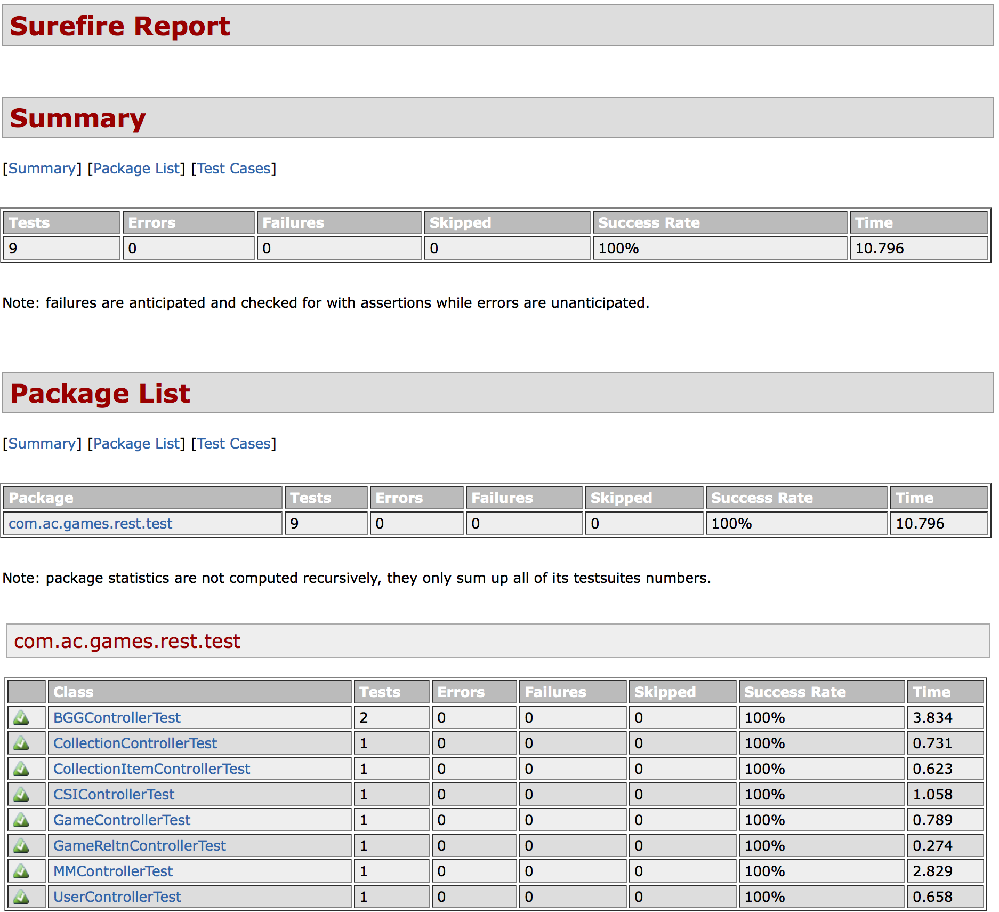 Surefire Report
Summary
[Summary] [Package List] [Test Cases]
Tests Errors Failures Skipped Success Rate Time
9 0 0 0 100% 10.796
Note: failures are anticipated and checked for with assertions while errors are unanticipated.
Package List
[Summary] [Package List] [Test Cases]
Package Tests Errors Failures Skipped Success Rate Time
com.ac.games.rest.test 9 0 0 0 100% 10.796
Note: package statistics are not computed recursively, they only sum up all of its testsuites numbers.
com.ac.games.rest.test
Class Tests Errors Failures Skipped Success Rate Time
BGGControllerTest 2 0 0 0 100% 3.834
CollectionControllerTest 1 0 0 0 100% 0.731
CollectionItemControllerTest 1 0 0 0 100% 0.623
CSIControllerTest 1 0 0 0 100% 1.058
GameControllerTest 1 0 0 0 100% 0.789
GameReltnControllerTest 1 0 0 0 100% 0.274
MMControllerTest 1 0 0 0 100% 2.829
UserControllerTest 1 0 0 0 100% 0.658